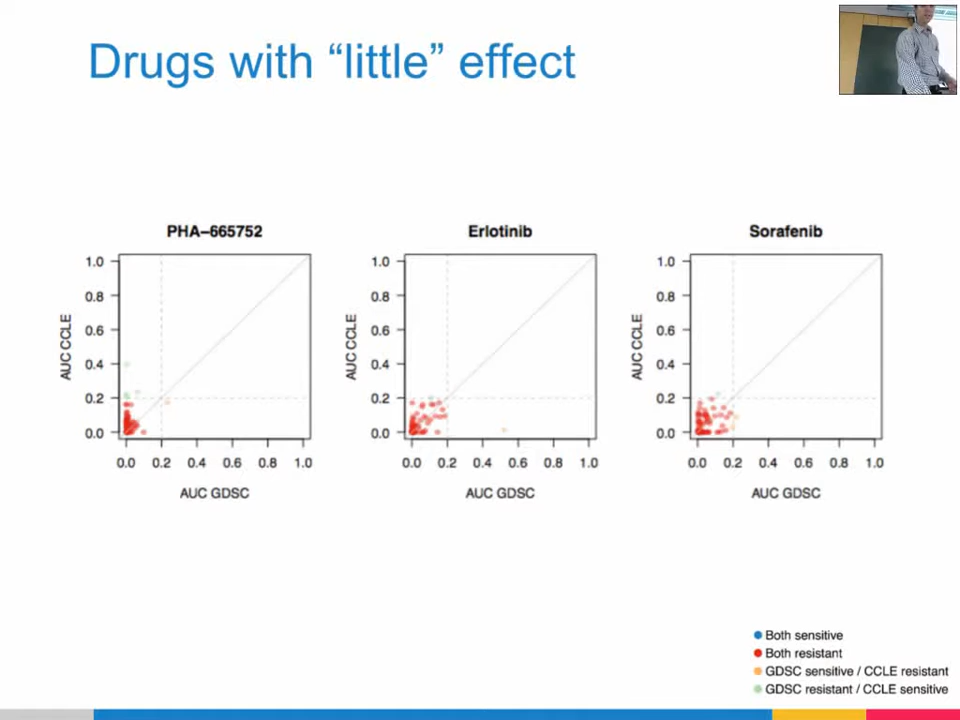 Drugs with “little” effect
PHA–665752
Erlotinib
Sorafenib
AUC CCLE
1.0
0.8
0.6
0.4
0.2
0.0
0.0 0.2 0.4 0.6 0.8 1.0
AUC GDSC
AUC CCLE
1.0
0.8
0.6
0.4
0.2
0.0
0.0 0.2 0.4 0.6 0.8 1.0
AUC GDSC
AUC CCLE
1.0
0.8
0.6
0.4
0.2
0.0
0.0 0.2 0.4 0.6 0.8 1.0
AUC GDSC
Both sensitive
Both resistant
GDSC sensitive / CCLE resistant
GDSC resistant / CCLE sensitive